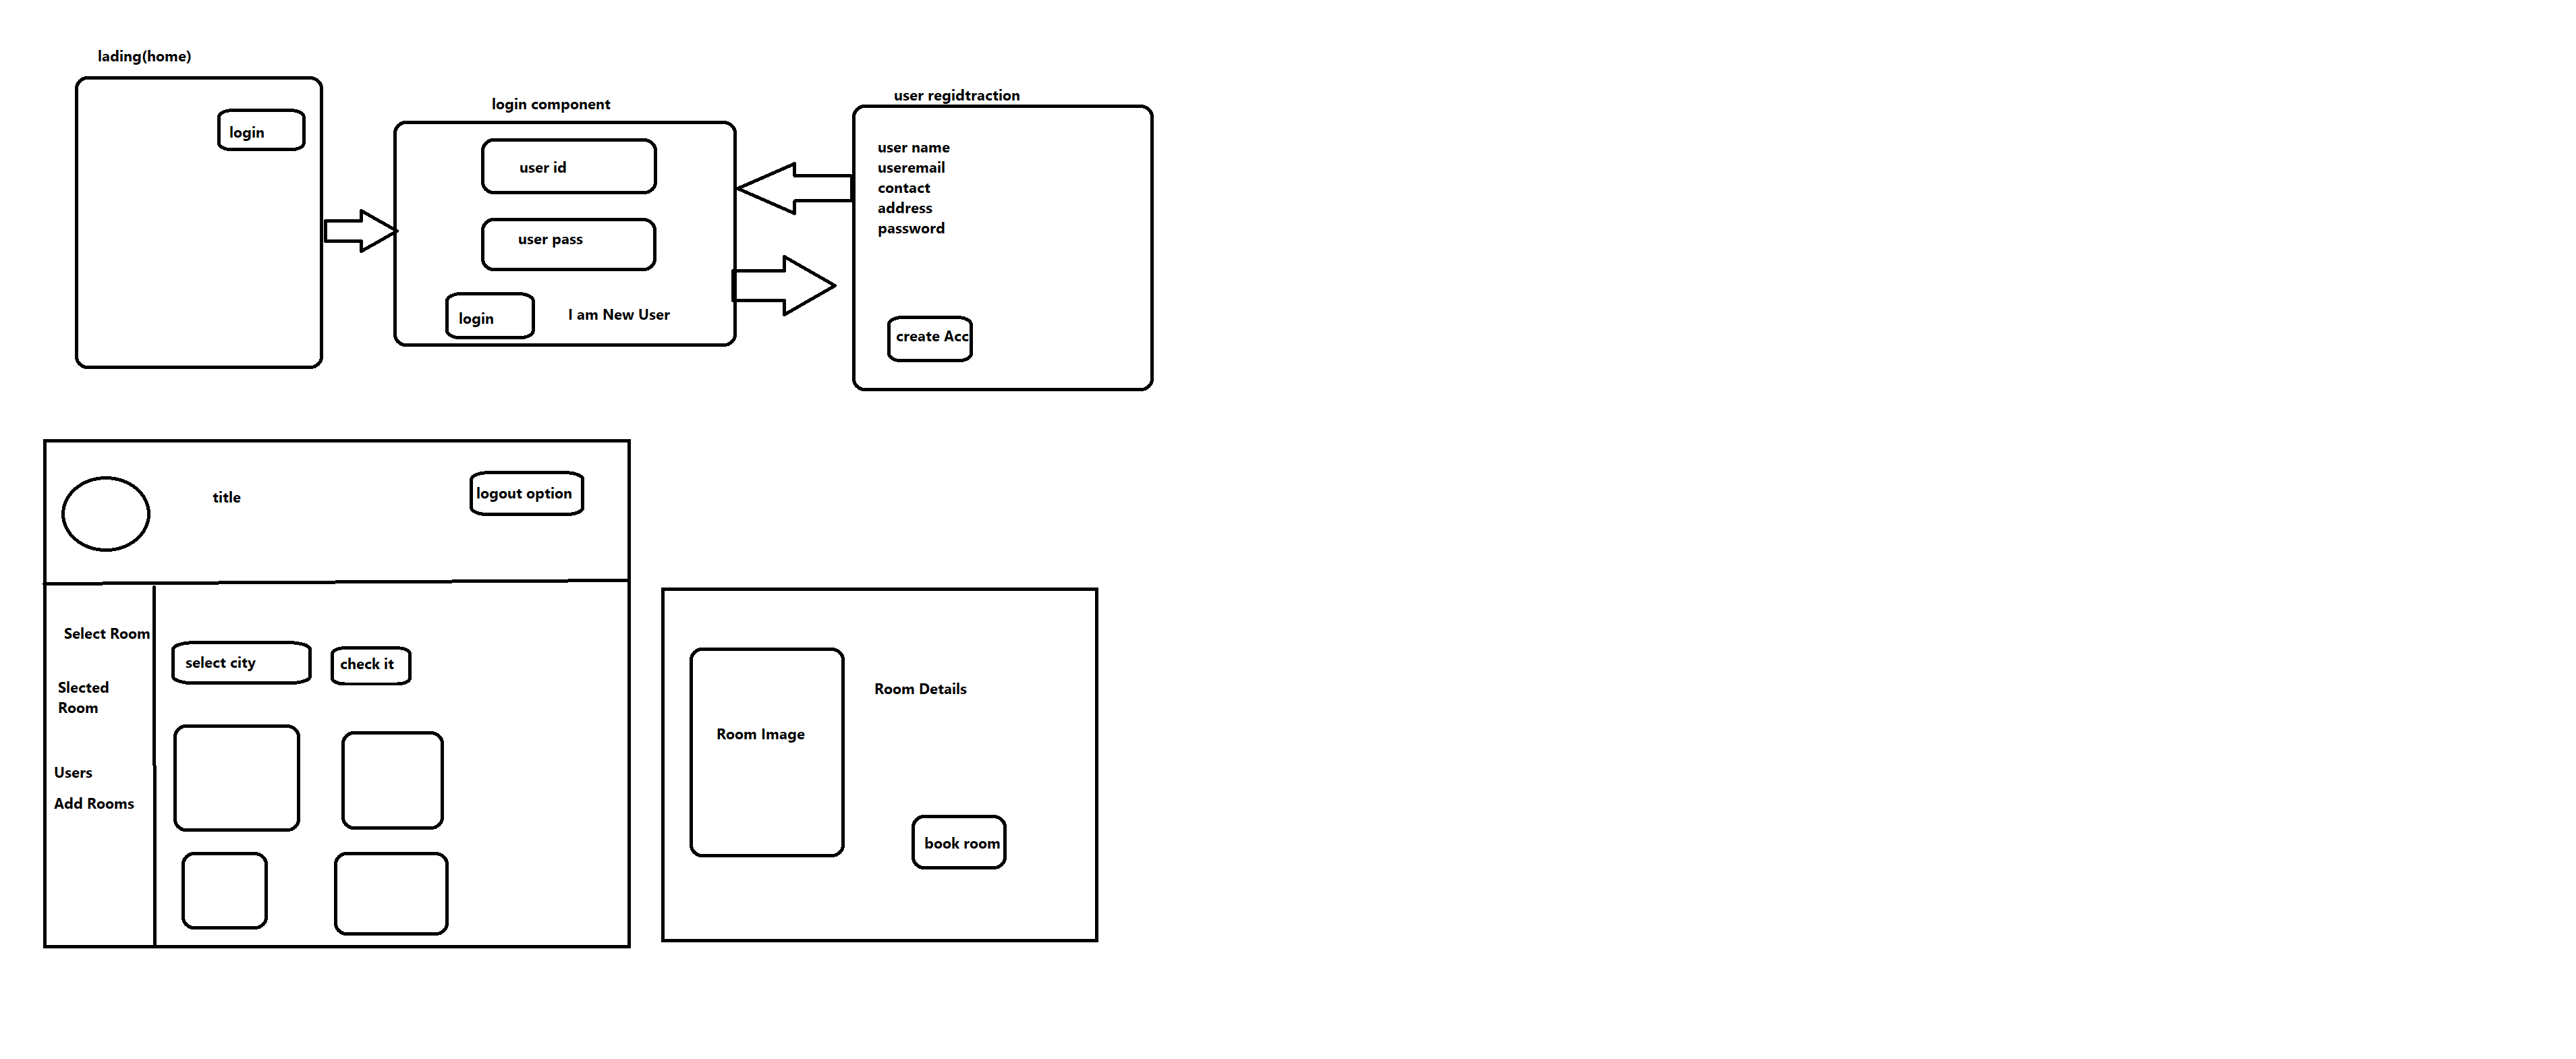 lading(home)
login
login component
user id
user pass
login
I am New User
user regidtraction
user name
useremail
contact
address
password
create Acc
title
logout option
Select Room
Slected
Room
Users
Add Rooms
select city
check it
Room Image
Room Details
book room